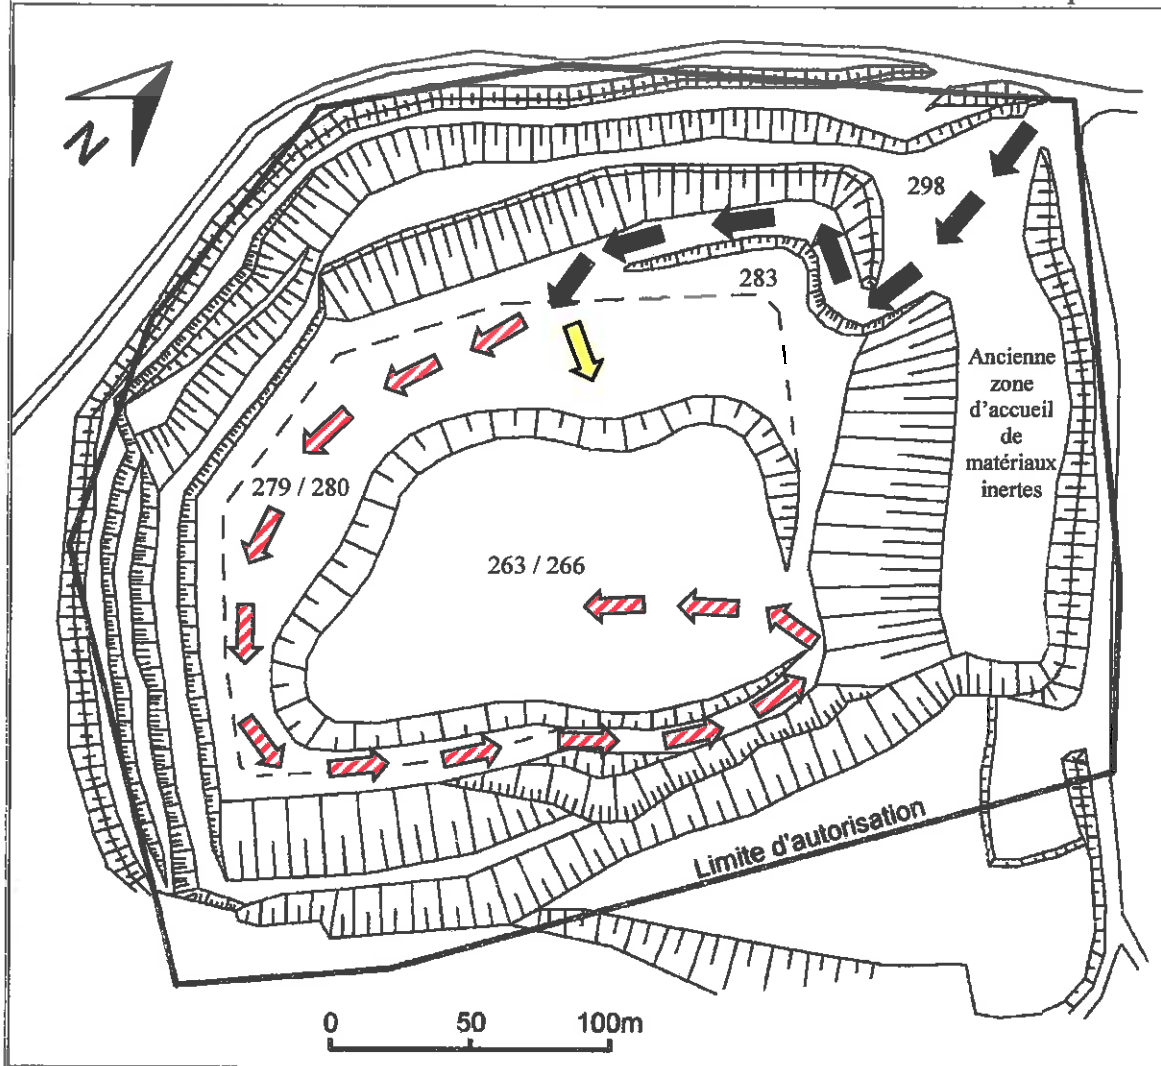 N
298
283
Ancienne
zone
d'accueil
de
matériaux
inertes
279 / 280
263 / 266
Limite d'autorisation
0 50 100m